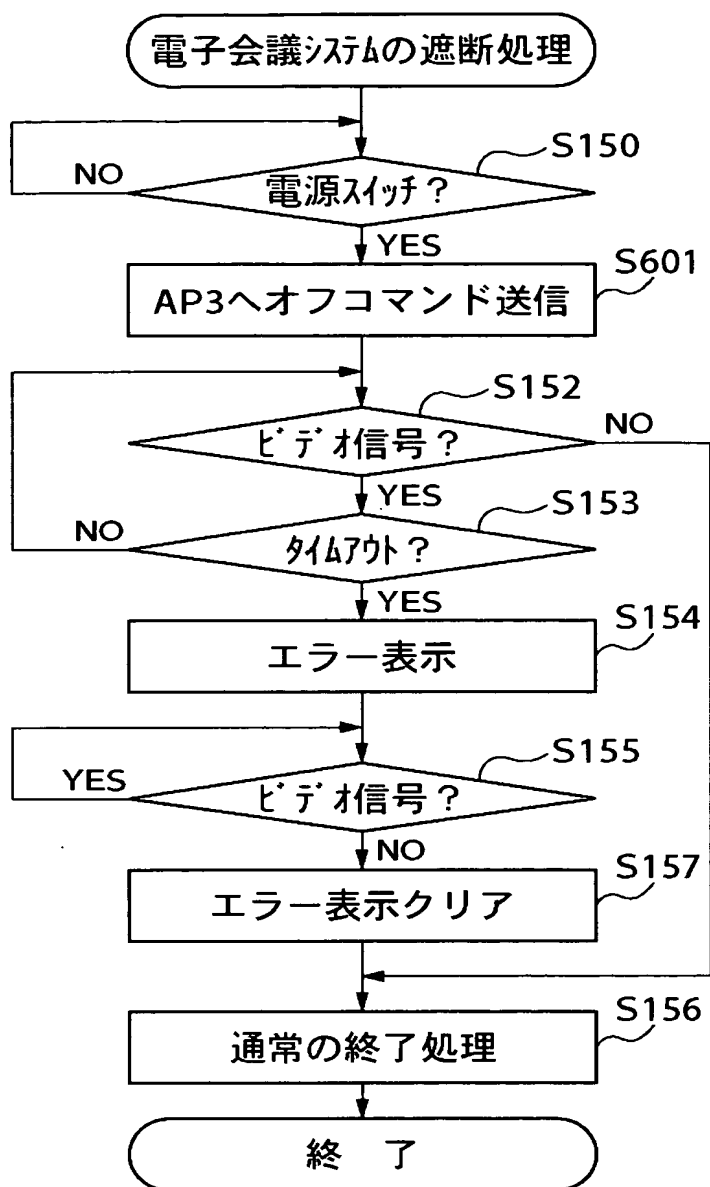 電子会議ｼｽﾃﾑの遮断処理
S150
NO
電源ｽｲｯﾁ？
YES
S601
AP3へオフコマンド送信
S152
ﾋﾞﾃﾞｵ信号？
NO
YES
S153
NO
ﾀｲﾑｱｳﾄ？
YES
S154
エラー表示
S155
YES
ﾋﾞﾃﾞｵ信号？
NO
S157
エラー表示クリア
S156
通常の終了処理
終 了